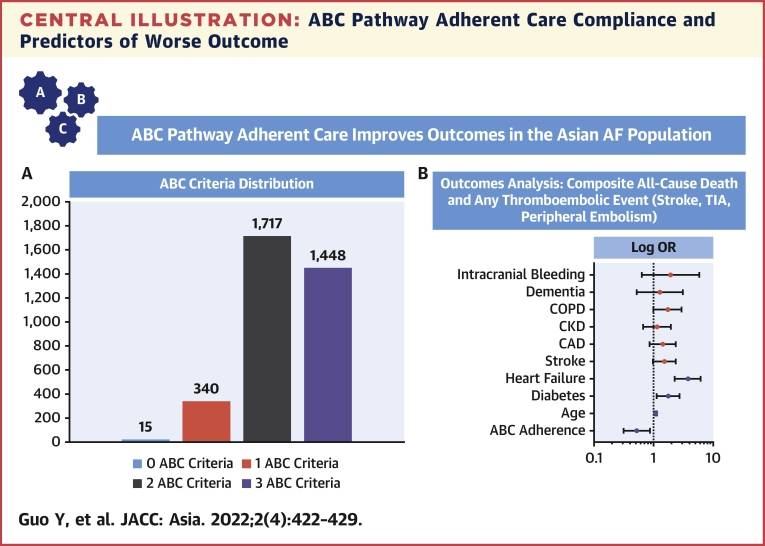 CENTRAL ILLUSTRATION: ABC Pathway Adherent Care Compliance and
Predictors of Worse Outcome
A
B
C
ABC Pathway Adherent Care Improves Outcomes in the Asian AF Population
A
ABC Criteria Distribution
2,000
1,800
1,600
1,400
1,200
1,000
800
600
400
200
0
15
340
1,717
1,448
0 ABC Criteria
1 ABC Criteria
2 ABC Criteria
3 ABC Criteria
B
Outcomes Analysis: Composite All-Cause Death
and Any Thromboembolic Event (Stroke, TIA,
Peripheral Embolism)
Log OR
Intracranial Bleeding
Dementia
COPD
CKD
CAD
Stroke
Heart Failure
Diabetes
Age
ABC Adherence
0.1
1
10
Guo Y, et al. JACC: Asia. 2022;2(4):422–429.